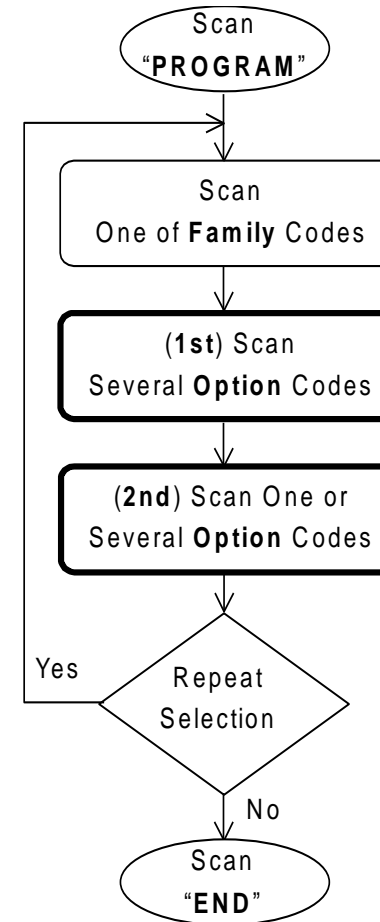 Scan
“PROGRAM”
Scan
One of Family Codes
(1st) Scan
Several Option Codes
(2nd) Scan One or
Several Option Codes
Yes
Repeat
Selection
No
Scan
“END”